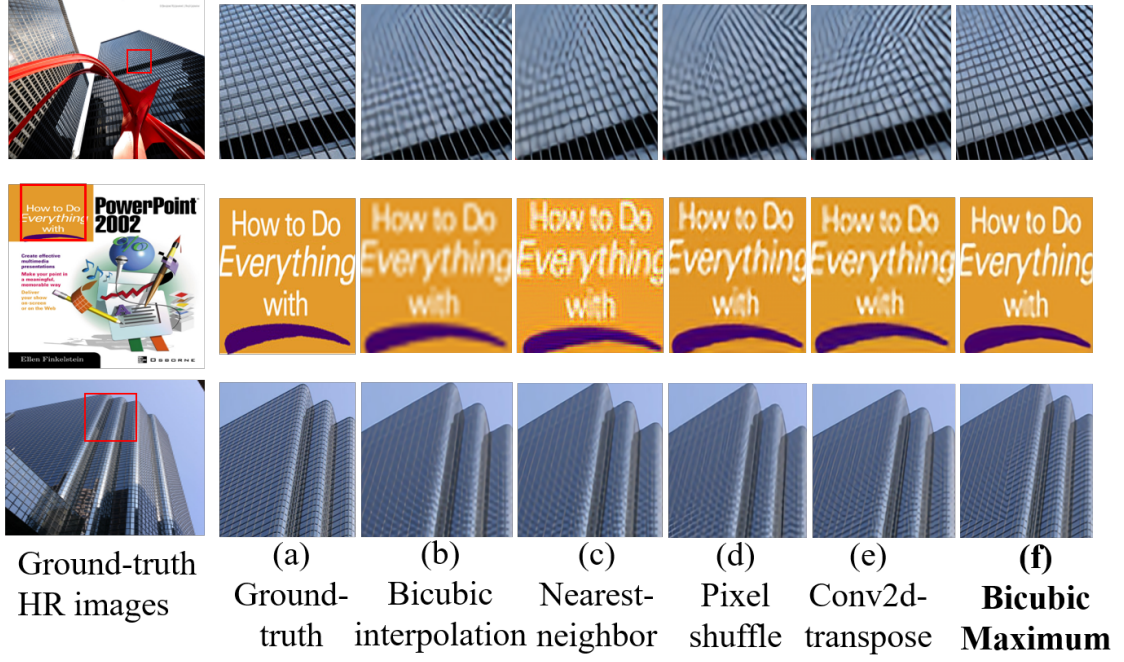 How to Do
Everything
with
PowerPoint
2002
Create effective
multimedia
presentations
Make your point in
a meaningful,
memorable way
Deliver
your show
on-screen
or on the Web
Ellen Finkelstein
OSBORNE
How to Do
Everything
with
How to Do
Everything
with
How to Do
Everything
with
How to Do
Everything
with
How to Do
Everything
with
How to Do
Everything
with
Ground-truth
HR images
(a)
Ground-
truth
(b)
Bicubic
interpolation
(c)
Nearest-
neighbor
(d)
Pixel
shuffle
(e)
Conv2d-
transpose
(f)
Bicubic
Maximum